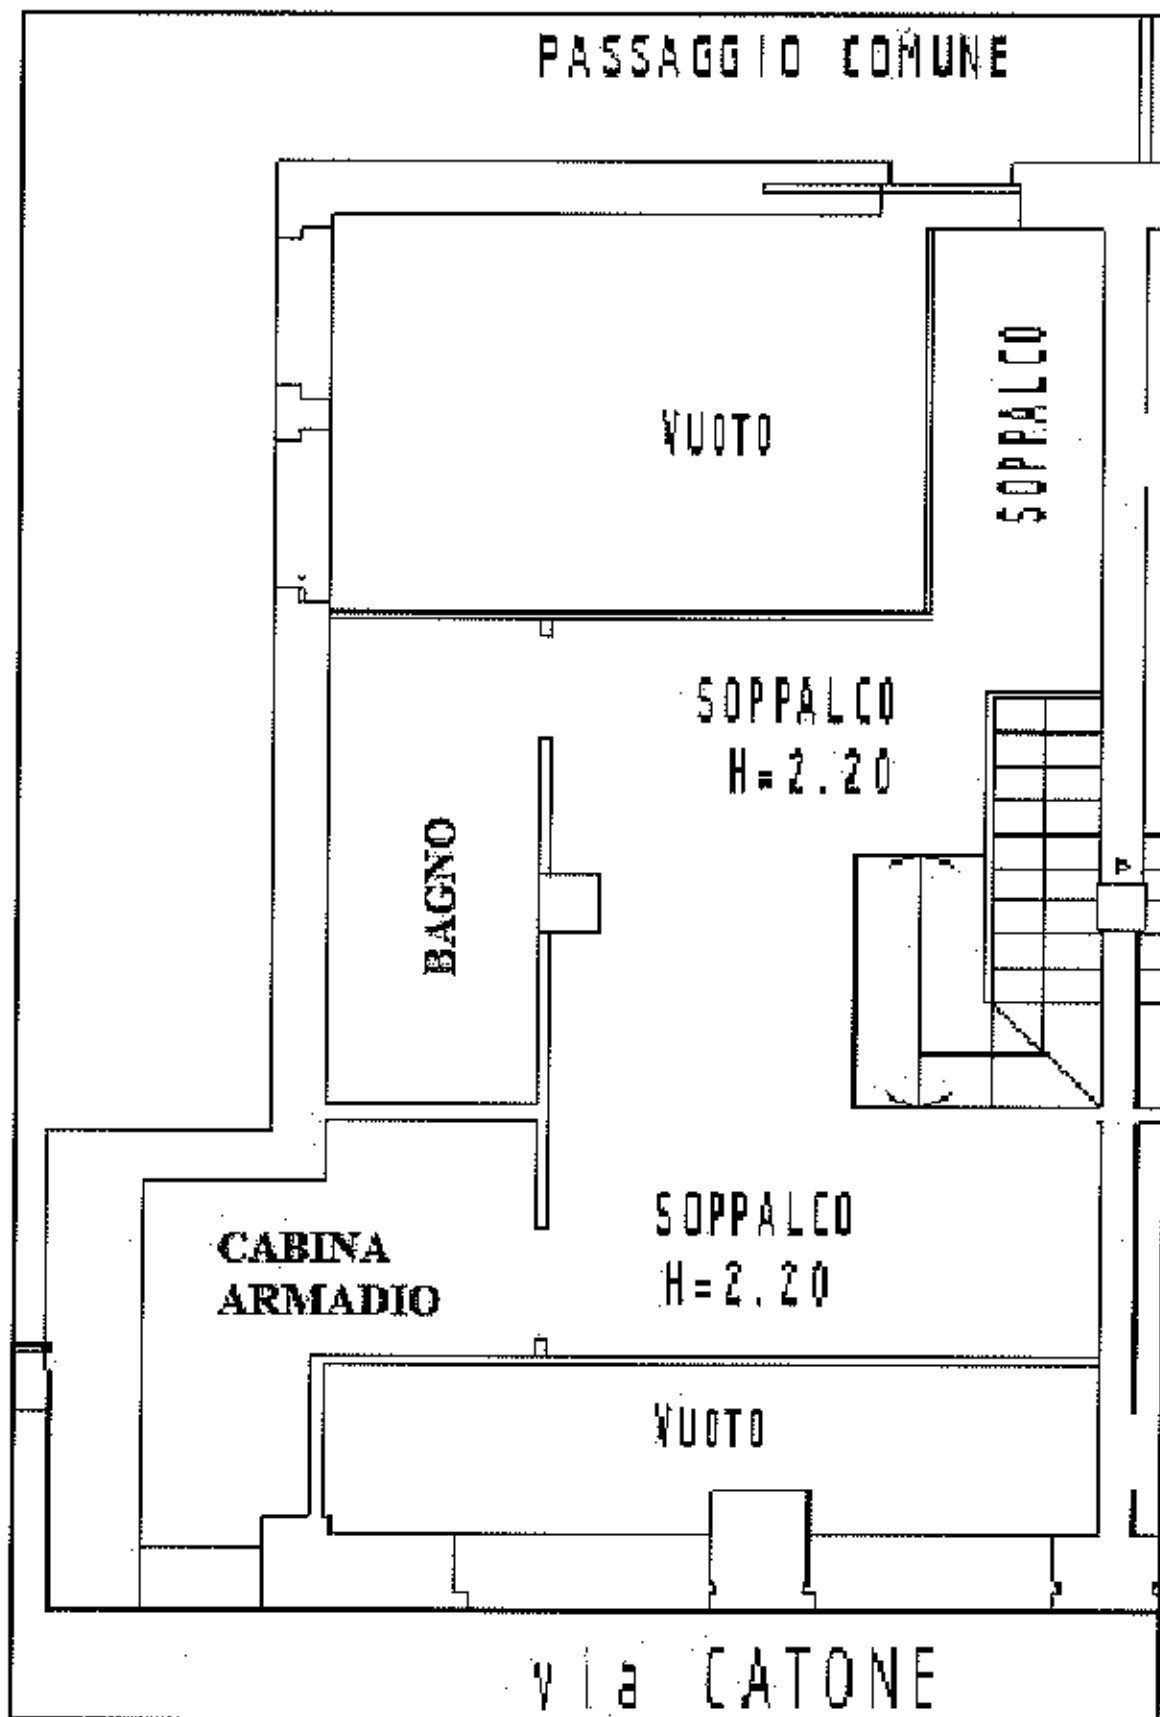 PASSAGGIO COMUNE
VUOTO
SOPPALCO
SOPPALCO
H=2.20
BAGNO
P
SOPPALCO
H=2.20
CABINA
ARMADIO
VUOTO
via CATONE